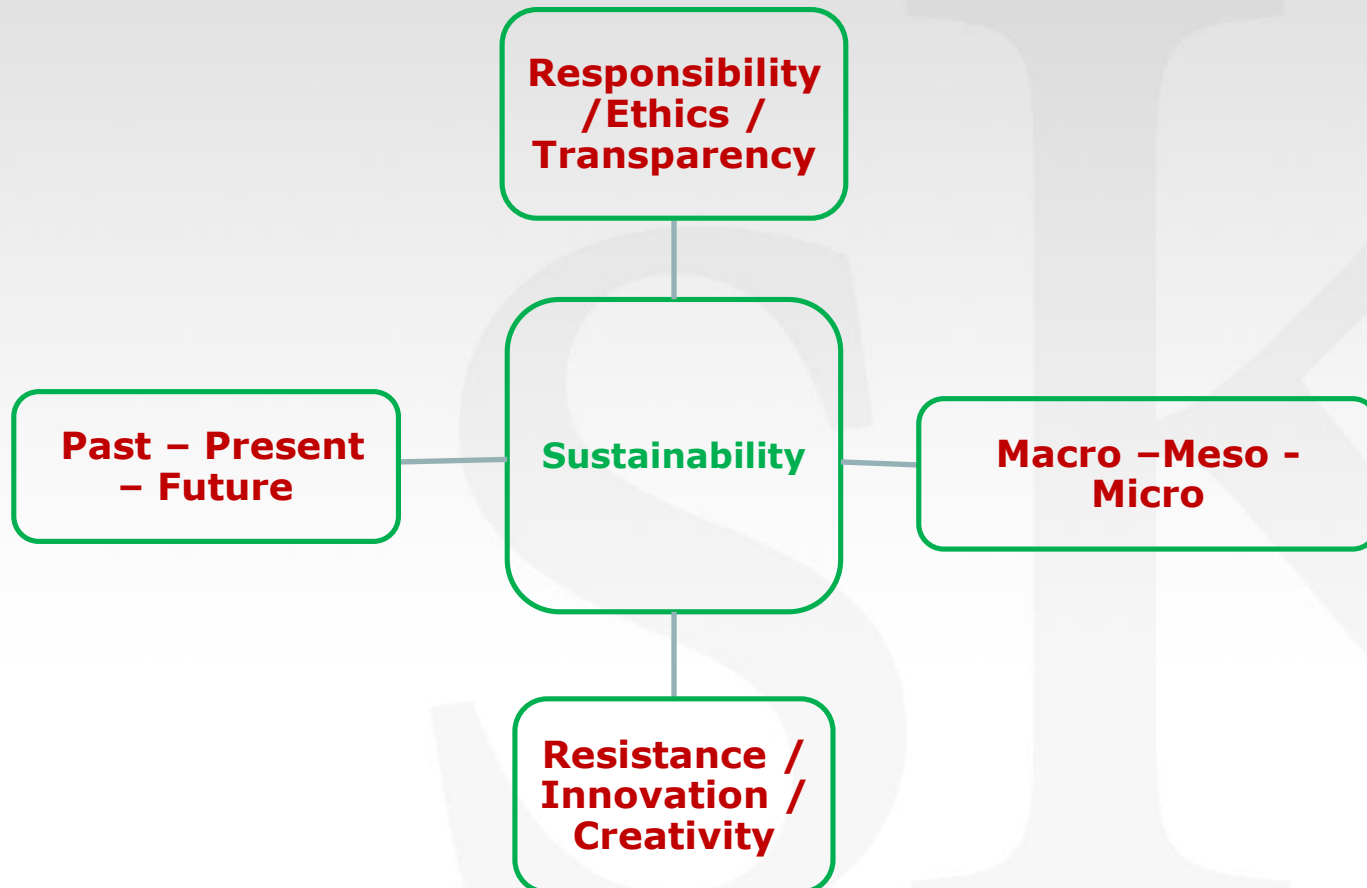 Responsibility
/Ethics /
Transparency
Past – Present
– Future
Sustainability
Macro –Meso -
Micro
Resistance /
Innovation /
Creativity